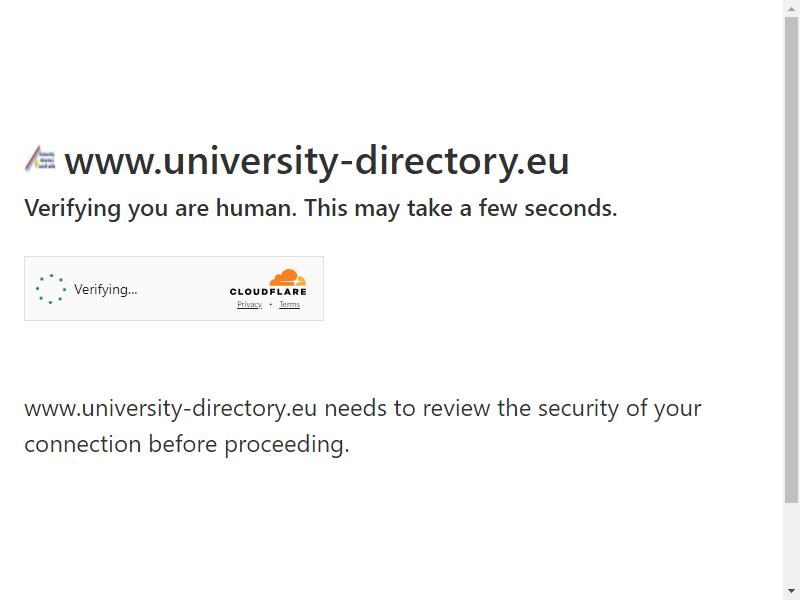 www.university-directory.eu
Verifying you are human. This may take a few seconds.
Verifying...
CLOUDFLARE
Privacy • Terms
www.university-directory.eu needs to review the security of your
connection before proceeding.